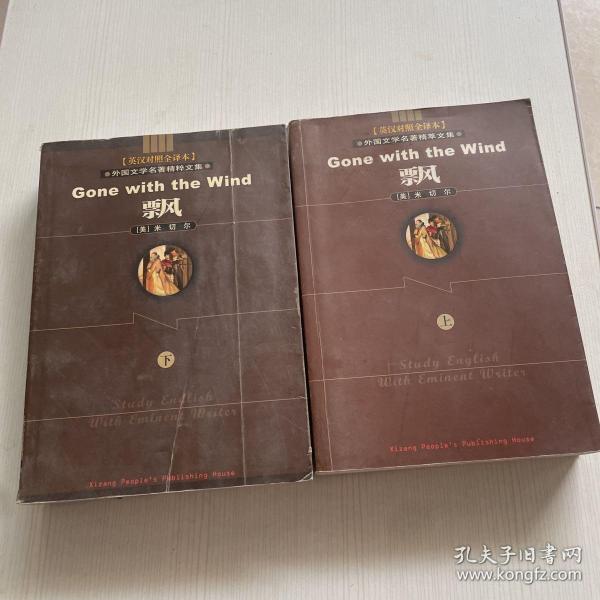 【英汉对照全译本】
※外国文学名著精粹文集※
Gone with the Wind
飘风
[美] 米切尔
下
Study English
With Eminent Writer
Xizang People's Publishing House
【英汉对照全译本】
※外国文学名著精萃文集※
Gone with the Wind
飘风
[美] 米切尔
上
Study English
With Eminent Writer
Xizang People's Publishing House
孔夫子旧书网
www.kongfz.com